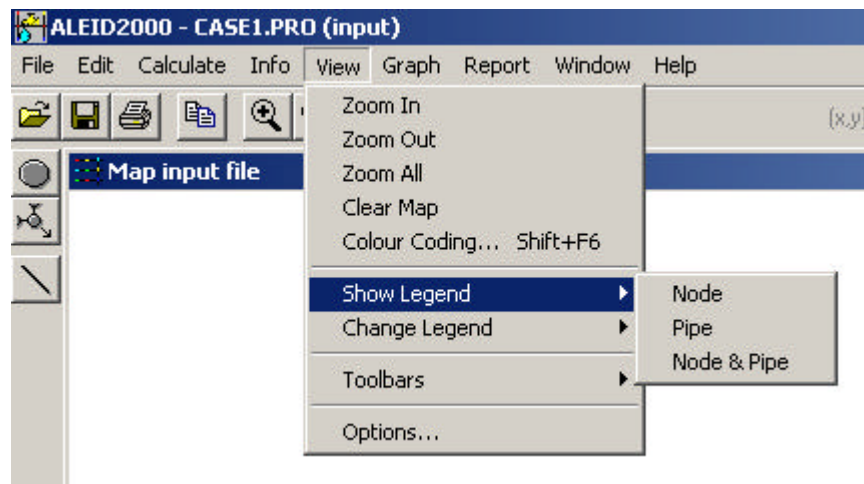 ALEID2000 - CASE1.PRO (input)
File Edit Calculate Info View Graph Report Window Help
(x,y)
Map input file
Zoom In
Zoom Out
Zoom All
Clear Map
Colour Coding... Shift+F6
Show Legend
Change Legend
Toolbars
Options...
Node
Pipe
Node & Pipe